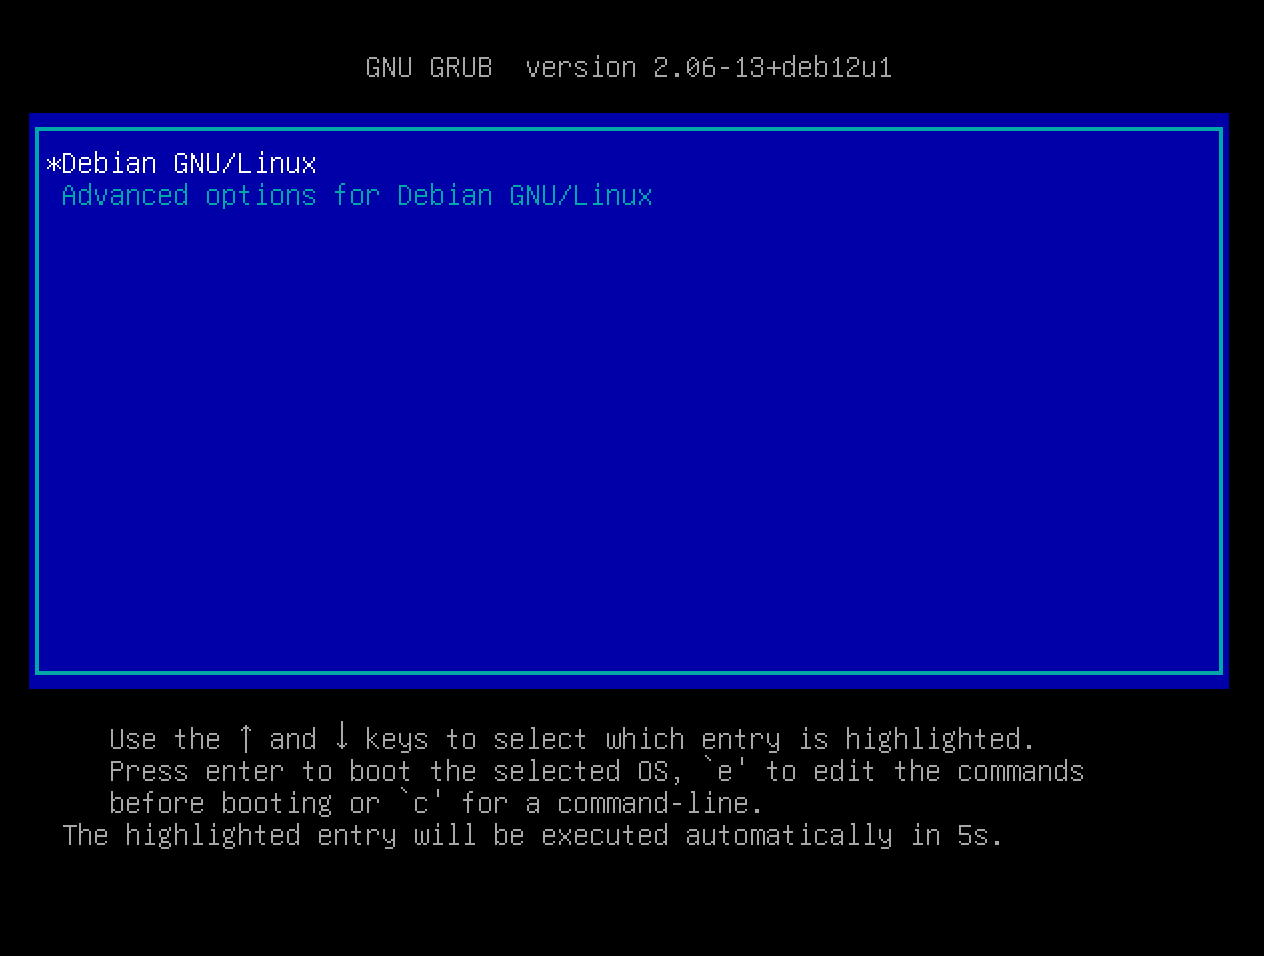 GNU GRUB  version 2.06-13+deb12u1
*Debian GNU/Linux
Advanced options for Debian GNU/Linux
Use the ↑ and ↓ keys to select which entry is highlighted.
Press enter to boot the selected OS, `e' to edit the commands
before booting or `c' for a command-line.
The highlighted entry will be executed automatically in 5s.